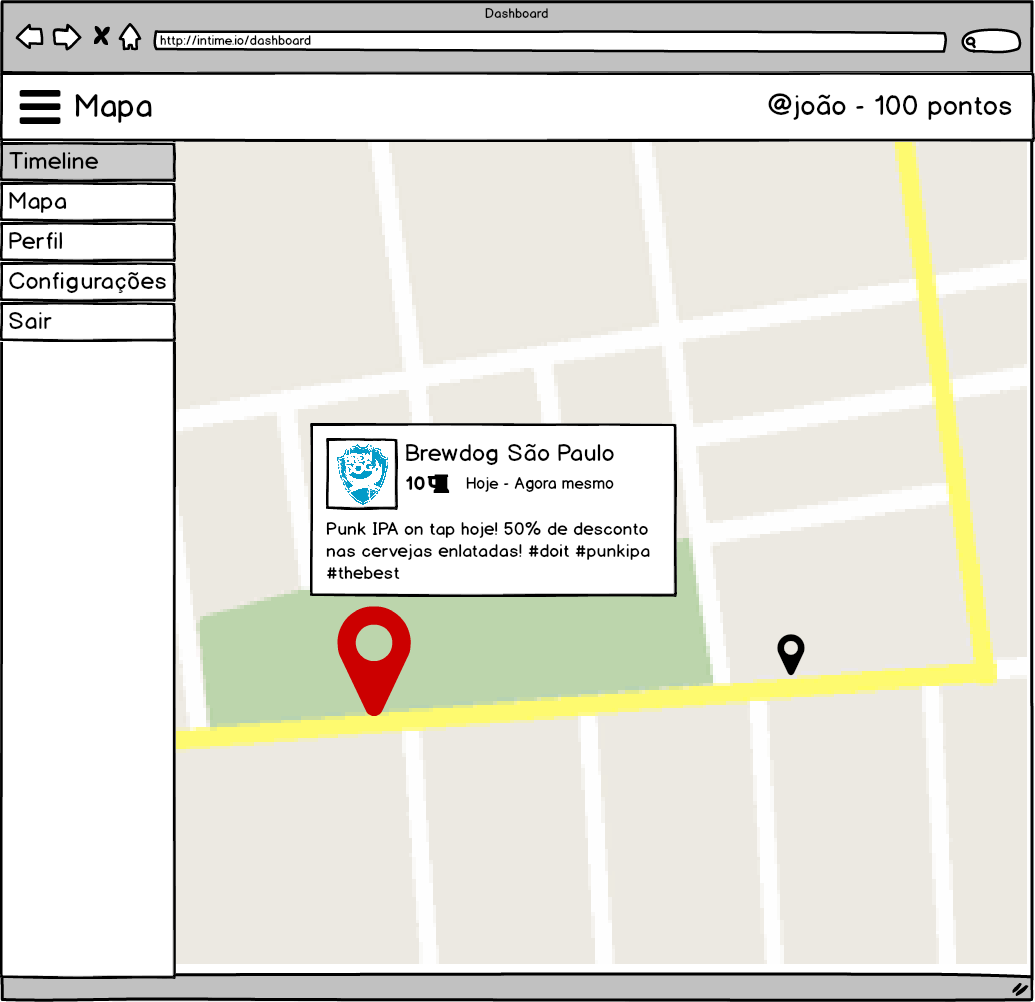 Dashboard
http://intime.io/dashboard
Mapa
@joão - 100 pontos
Timeline
Mapa
Perfil
Configurações
Sair
Brewdog São Paulo
10 Hoje - Agora mesmo
Punk IPA on tap hoje! 50% de desconto
nas cervejas enlatadas! #doit #punkipa
#thebest